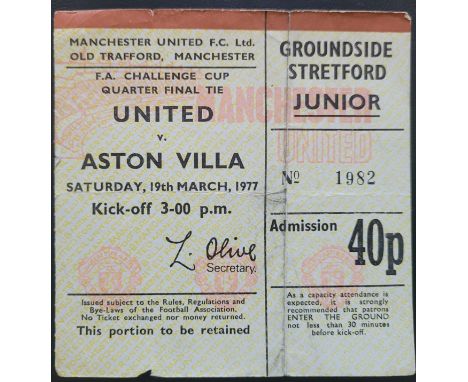 MANCHESTER UNITED F.C. Ltd.
OLD TRAFFORD, MANCHESTER
F.A. CHALLENGE CUP
QUARTER FINAL TIE
UNITED
v.
ASTON VILLA
SATURDAY, 19th MARCH, 1977
Kick-off 3-00 p.m.
L. Olive
Secretary.
Issued subject to the Rules, Regulations and
Bye-Laws of the Football Association.
No Ticket exchanged nor money returned.
This portion to be retained
GROUNDSIDE
STRETFORD
JUNIOR
MANCHESTER
UNITED
No 1982
Admission 40p
As a capacity attendance is
expected, it is strongly
recommended that patrons
ENTER THE GROUND
not less than 30 minutes
before kick-off.